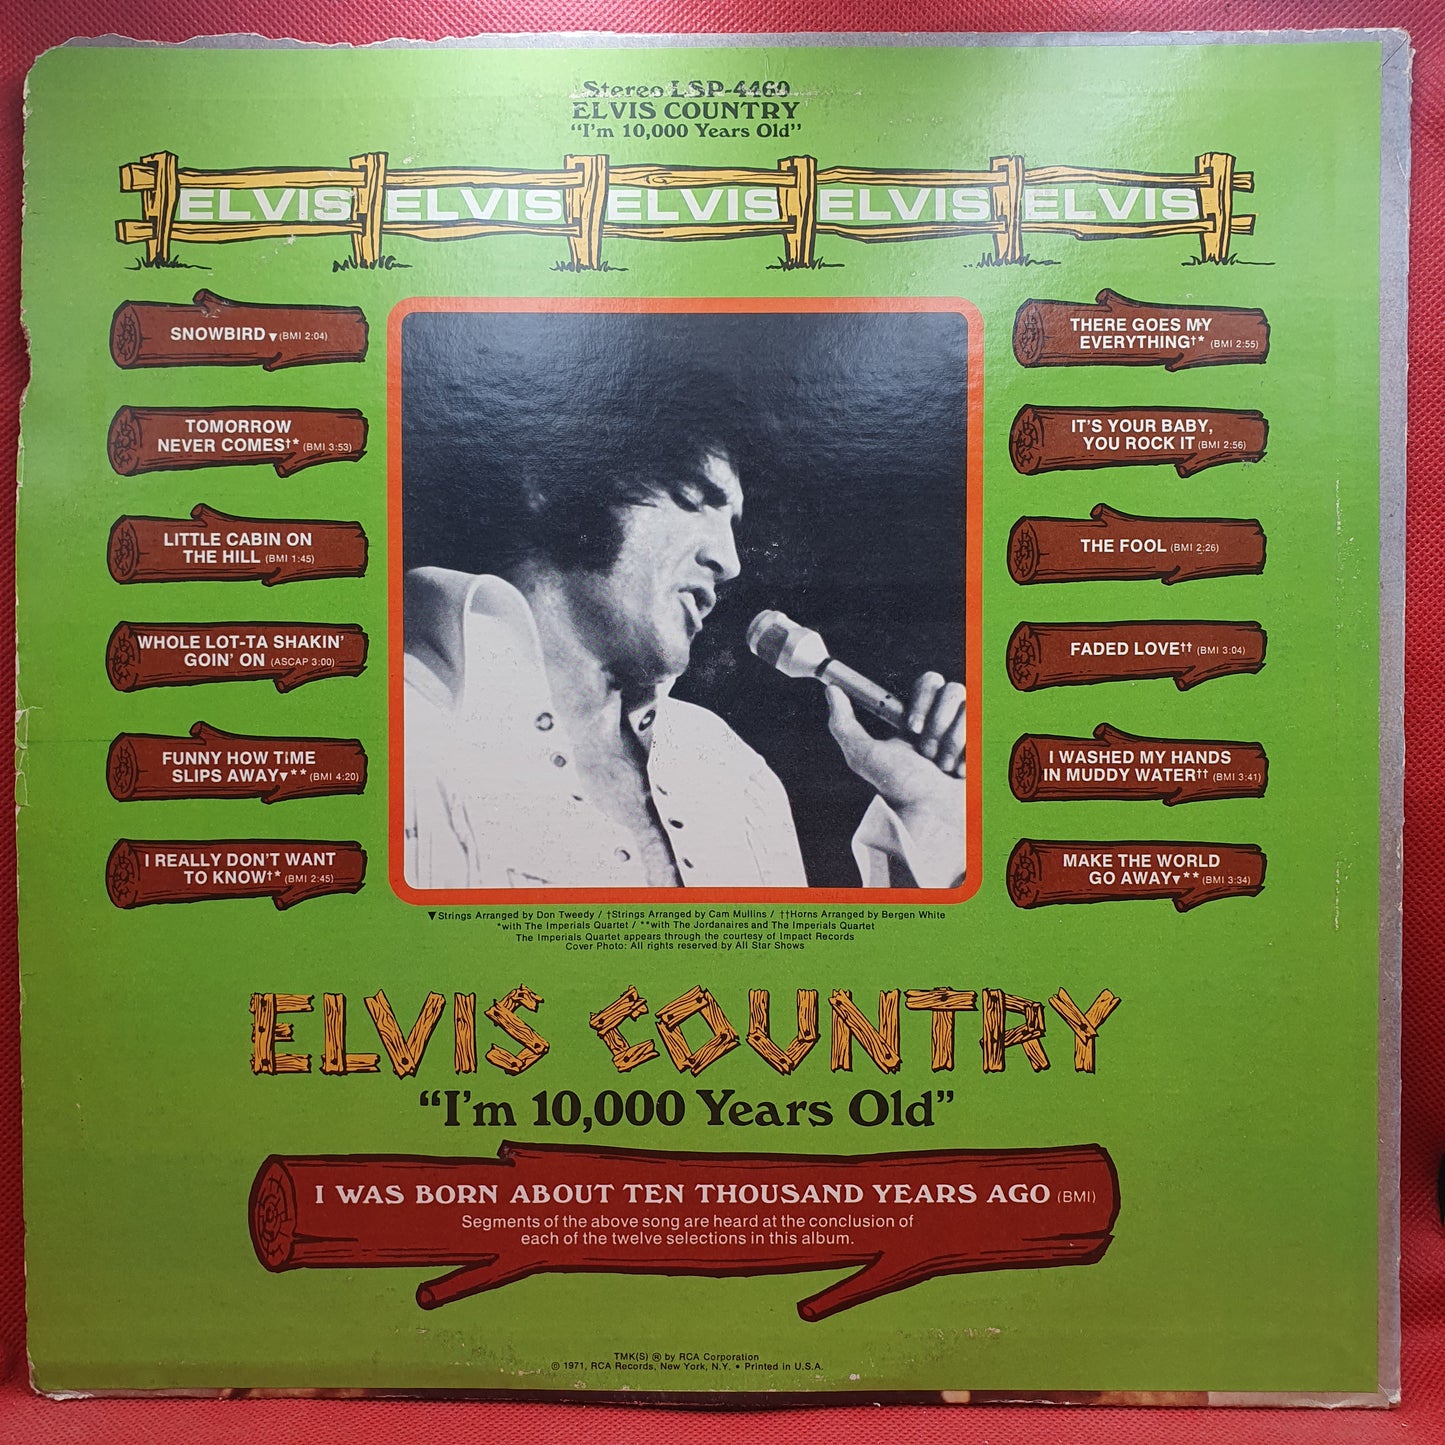 Stereo LSP-4460
ELVIS COUNTRY
"I'm 10,000 Years Old"
ELVIS ELVIS ELVIS ELVIS ELVIS
SNOWBIRD▼(BMI 2:04)
TOMORROW
NEVER COMES†* (BMI 3:53)
LITTLE CABIN ON
THE HILL (BMI 1:45)
WHOLE LOT-TA SHAKIN'
GOIN' ON (ASCAP 3:00)
FUNNY HOW TIME
SLIPS AWAY▼** (BMI 4:20)
I REALLY DON'T WANT
TO KNOW†* (BMI 2:45)
THERE GOES MY
EVERYTHING†* (BMI 2:55)
IT'S YOUR BABY,
YOU ROCK IT (BMI 2:56)
THE FOOL (BMI 2:26)
FADED LOVE†† (BMI 3:04)
I WASHED MY HANDS
IN MUDDY WATER†† (BMI 3:41)
MAKE THE WORLD
GO AWAY▼** (BMI 3:34)
▼Strings Arranged by Don Tweedy / †Strings Arranged by Cam Mullins / ††Horns Arranged by Bergen White
*with The Imperials Quartet / **with The Jordanaires and The Imperials Quartet
The Imperials Quartet appears through the courtesy of Impact Records
Cover Photo: All rights reserved by All Star Shows
ELVIS COUNTRY
"I'm 10,000 Years Old"
I WAS BORN ABOUT TEN THOUSAND YEARS AGO (BMI)
Segments of the above song are heard at the conclusion of
each of the twelve selections in this album.
TMK(S) ® by RCA Corporation
© 1971, RCA Records, New York, N.Y. • Printed in U.S.A.